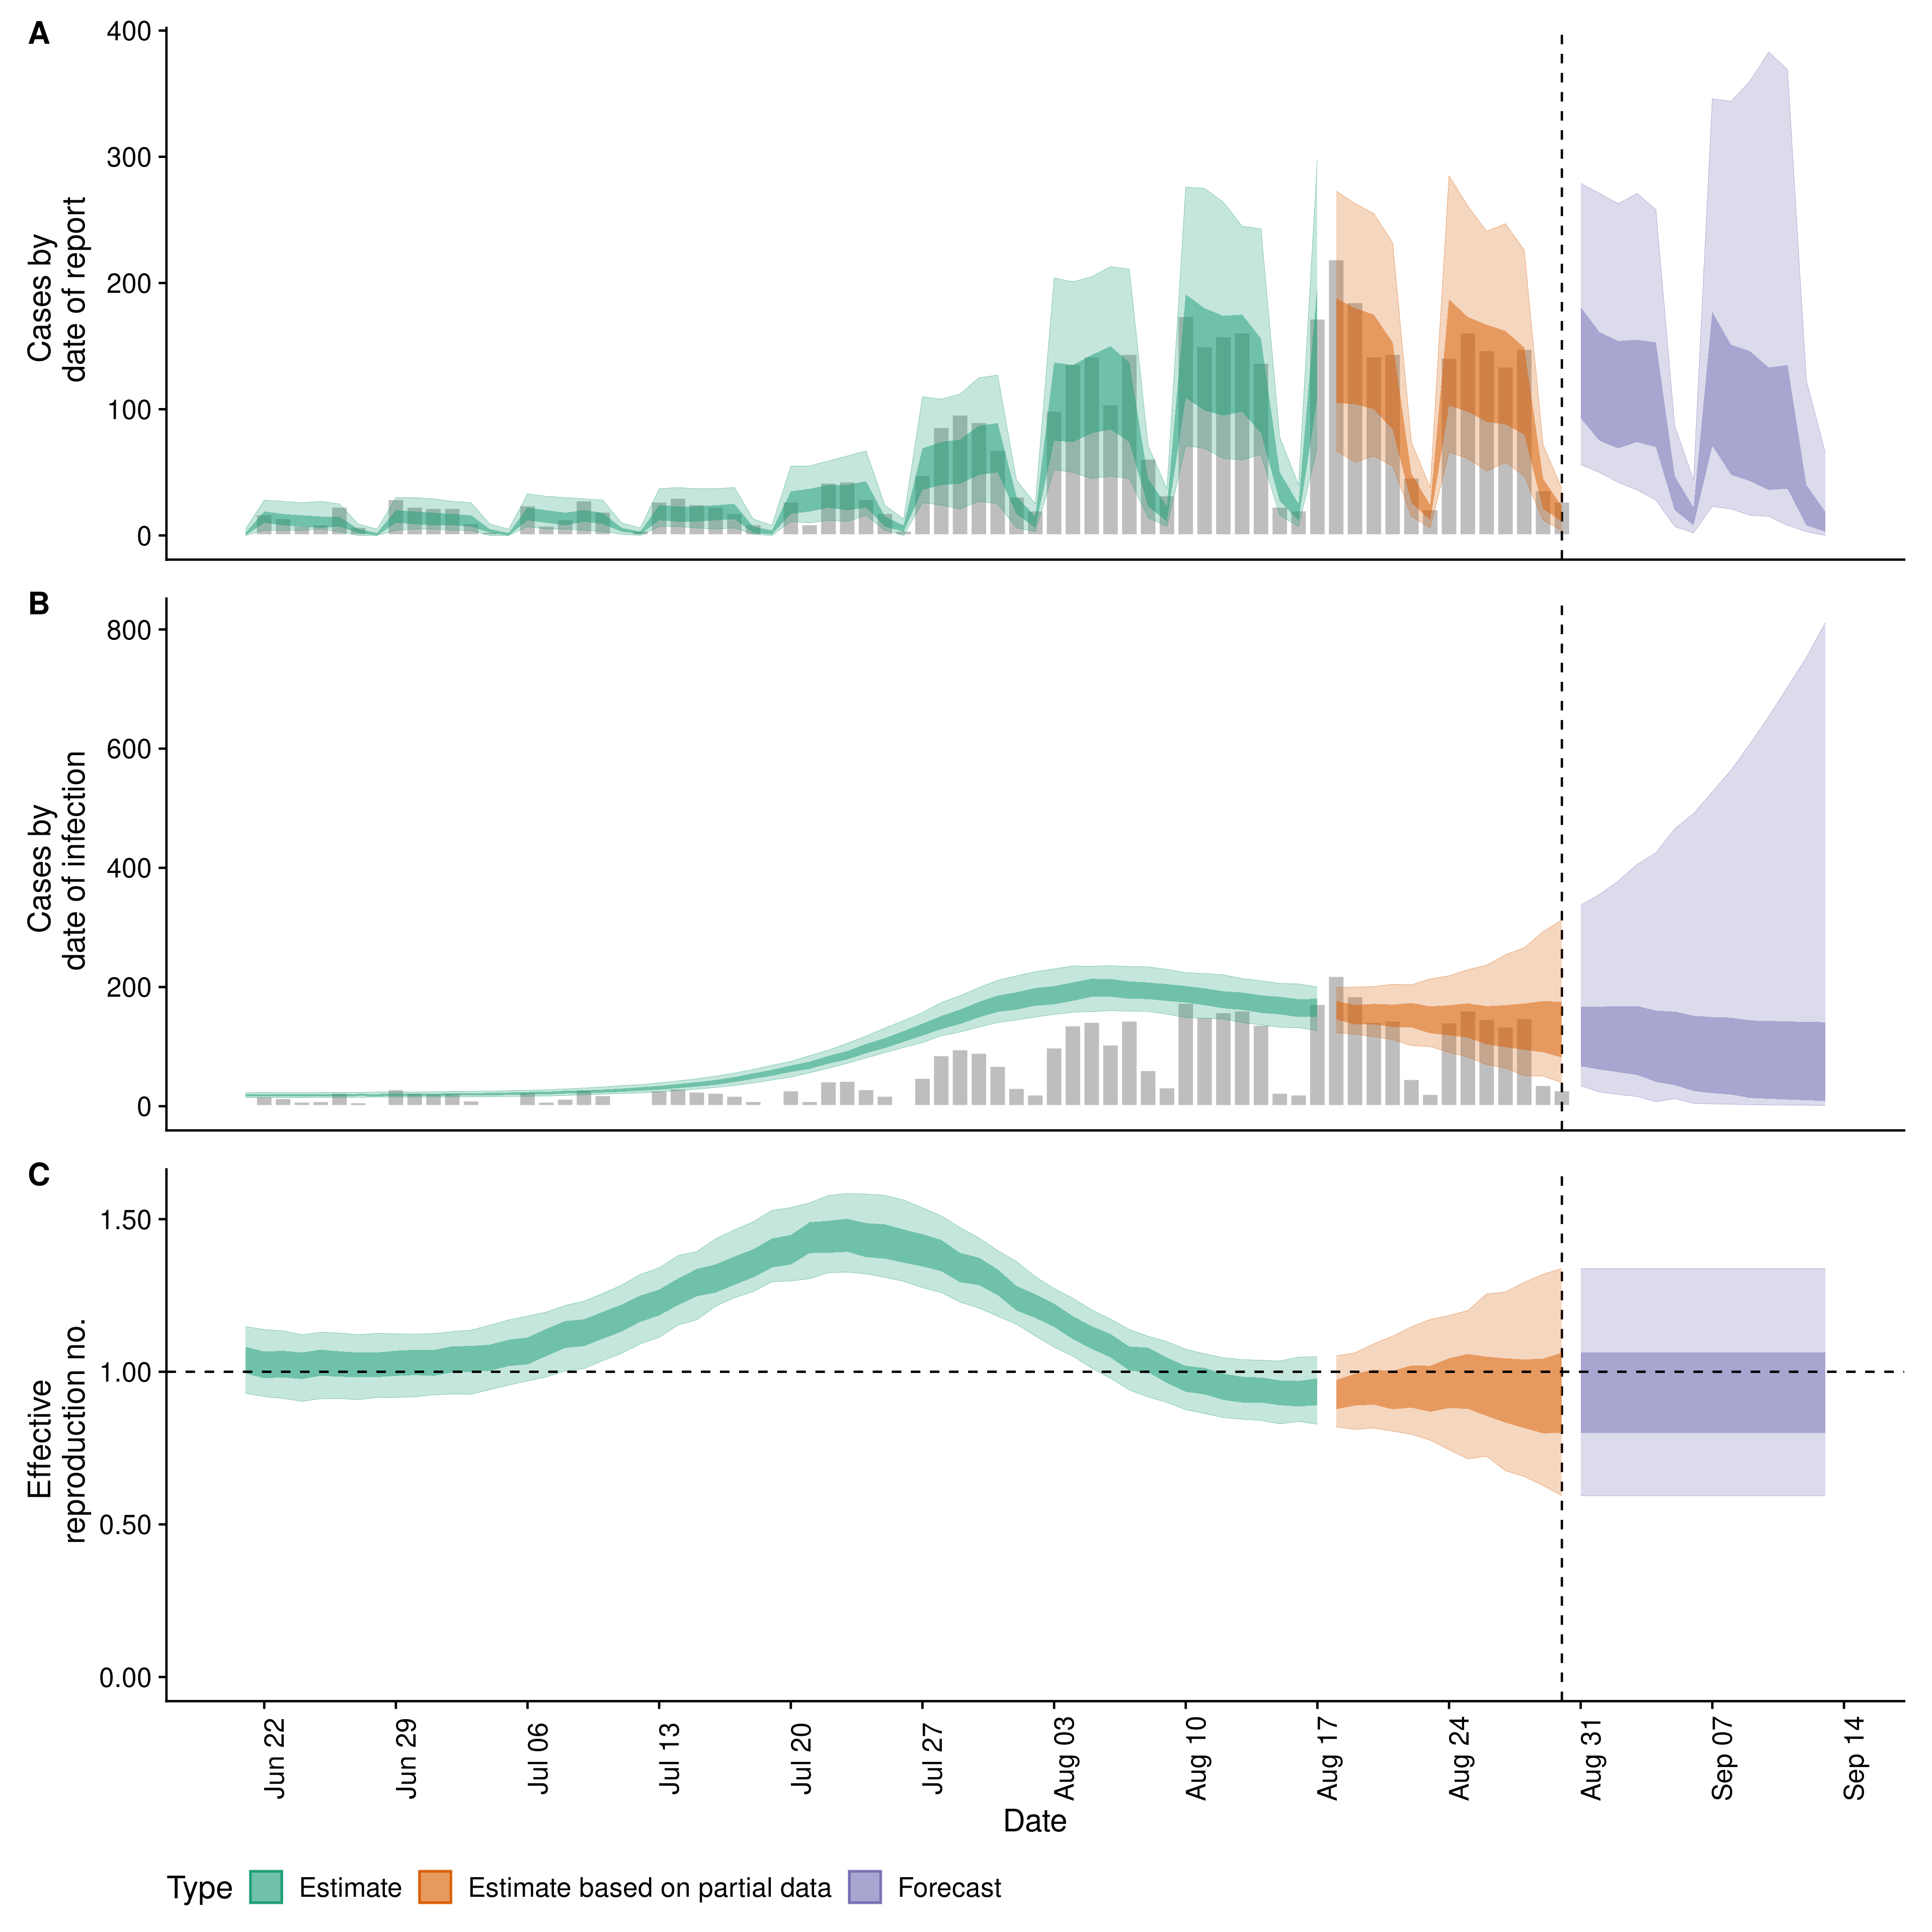 A
400
300
200
100
0
Cases by
date of report
B
800
600
400
200
0
Cases by
date of infection
C
1.50
1.00
0.50
0.00
Effective
reproduction no.
Jun 22
Jun 29
Jul 06
Jul 13
Jul 20
Jul 27
Aug 03
Aug 10
Aug 17
Aug 24
Aug 31
Sep 07
Sep 14
Date
Type Estimate Estimate based on partial data Forecast